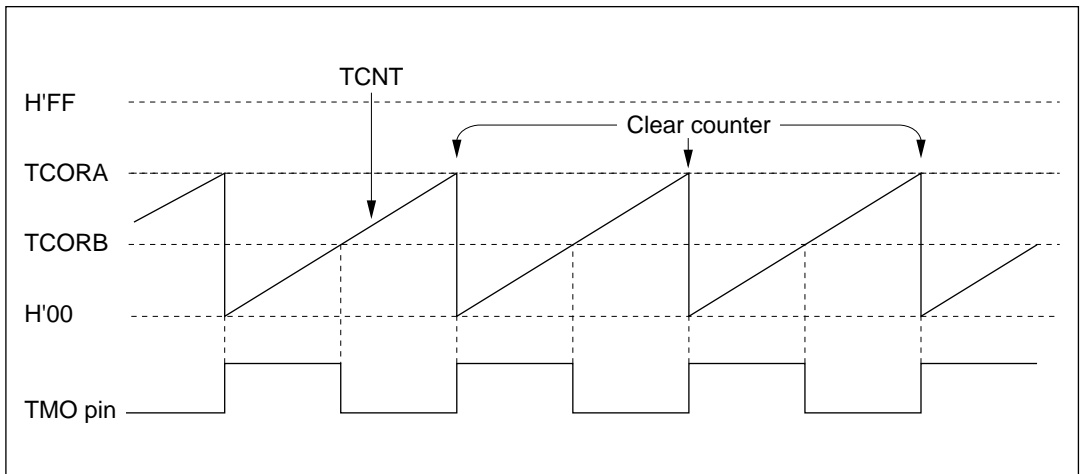 TCNT
H'FF
Clear counter
TCORA
TCORB
H'00
TMO pin